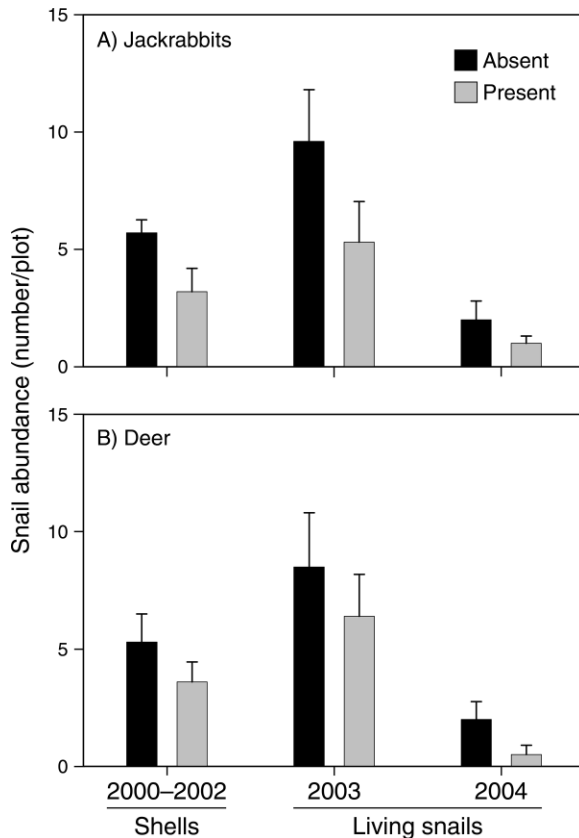 Snail abundance (number/plot)
A) Jackrabbits
Absent
Present
15
10
5
0
B) Deer
15
10
5
0
2000–2002 2003 2004
Shells Living snails